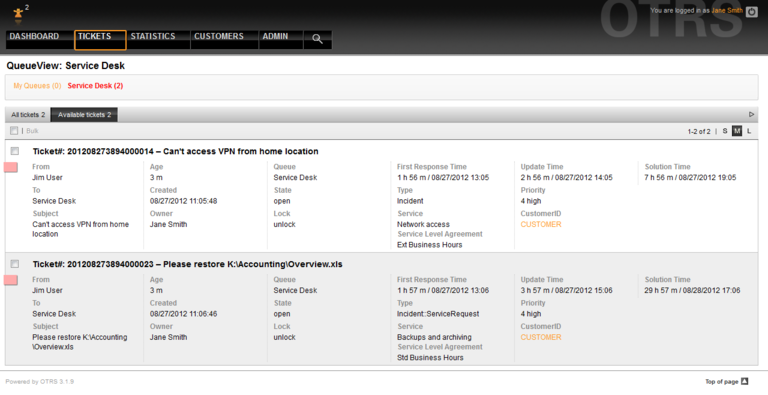 2
You are logged in as Jane Smith
OTRS
DASHBOARD TICKETS STATISTICS CUSTOMERS ADMIN
QueueView: Service Desk
My Queues (0) Service Desk (2)
All tickets 2 Available tickets 2
Bulk 1-2 of 2 | S M L
Ticket#: 201208273894000014 – Can't access VPN from home location
From Age Queue First Response Time Update Time Solution Time
Jim User 3 m Service Desk 1 h 56 m / 08/27/2012 13:05 2 h 56 m / 08/27/2012 14:05 7 h 56 m / 08/27/2012 19:05
To Created State Type Priority
Service Desk 08/27/2012 11:05:48 open Incident 4 high
Subject Owner Lock Service CustomerID
Can't access VPN from home Jane Smith unlock Network access CUSTOMER
location Service Level Agreement
Ext Business Hours
Ticket#: 201208273894000023 – Please restore K:\Accounting\Overview.xls
From Age Queue First Response Time Update Time Solution Time
Jim User 3 m Service Desk 1 h 57 m / 08/27/2012 13:06 3 h 57 m / 08/27/2012 15:06 29 h 57 m / 08/28/2012 17:06
To Created State Type Priority
Service Desk 08/27/2012 11:06:46 open Incident::ServiceRequest 4 high
Subject Owner Lock Service CustomerID
Please restore K:\Accounting Jane Smith unlock Backups and archiving CUSTOMER
\Overview.xls Service Level Agreement
Std Business Hours
Powered by OTRS 3.1.9 Top of page